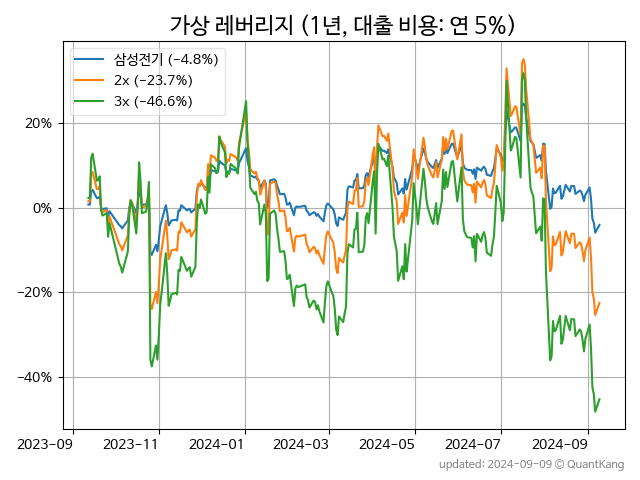 가상 레버리지 (1년, 대출 비용: 연 5%)
삼성전기 (−4.8%)
2x (−23.7%)
3x (−46.6%)
20%
0%
−20%
−40%
2023−09 2023−11 2024−01 2024−03 2024−05 2024−07 2024−09
updated: 2024−09−09 ⓒ QuantKang